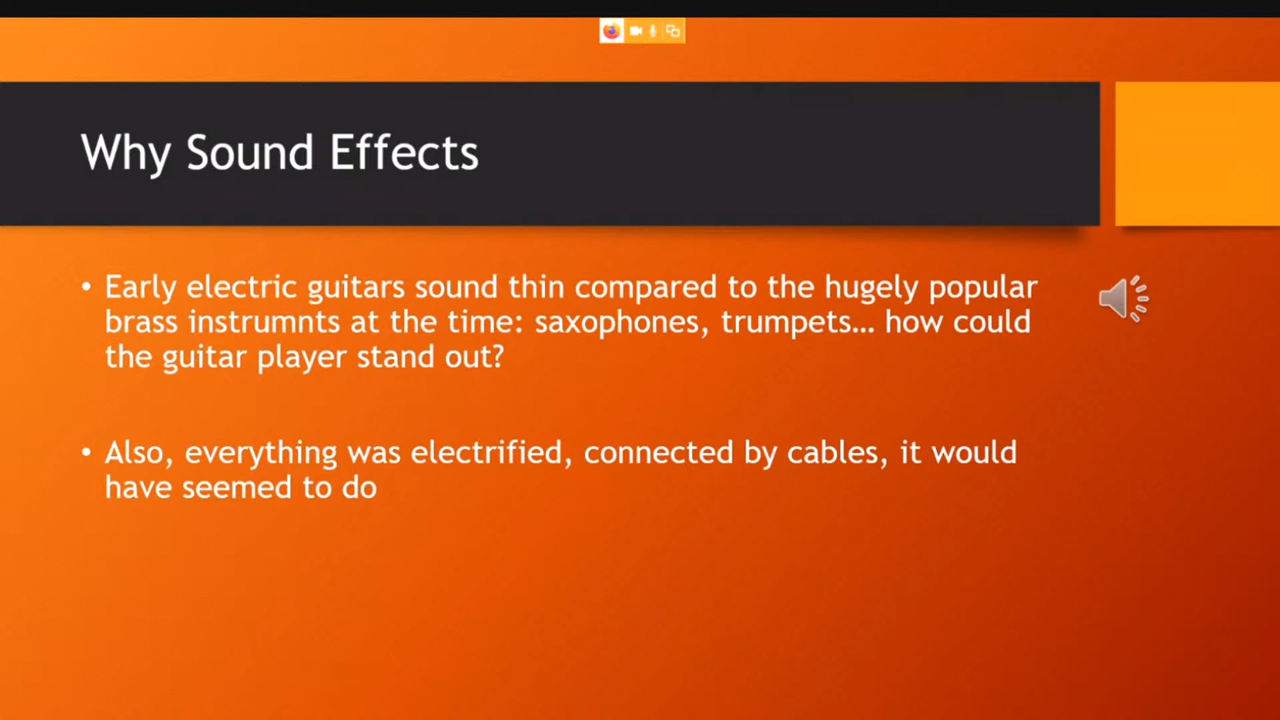 Why Sound Effects
• Early electric guitars sound thin compared to the hugely popular
brass instrumnts at the time: saxophones, trumpets... how could
the guitar player stand out?
• Also, everything was electrified, connected by cables, it would
have seemed to do